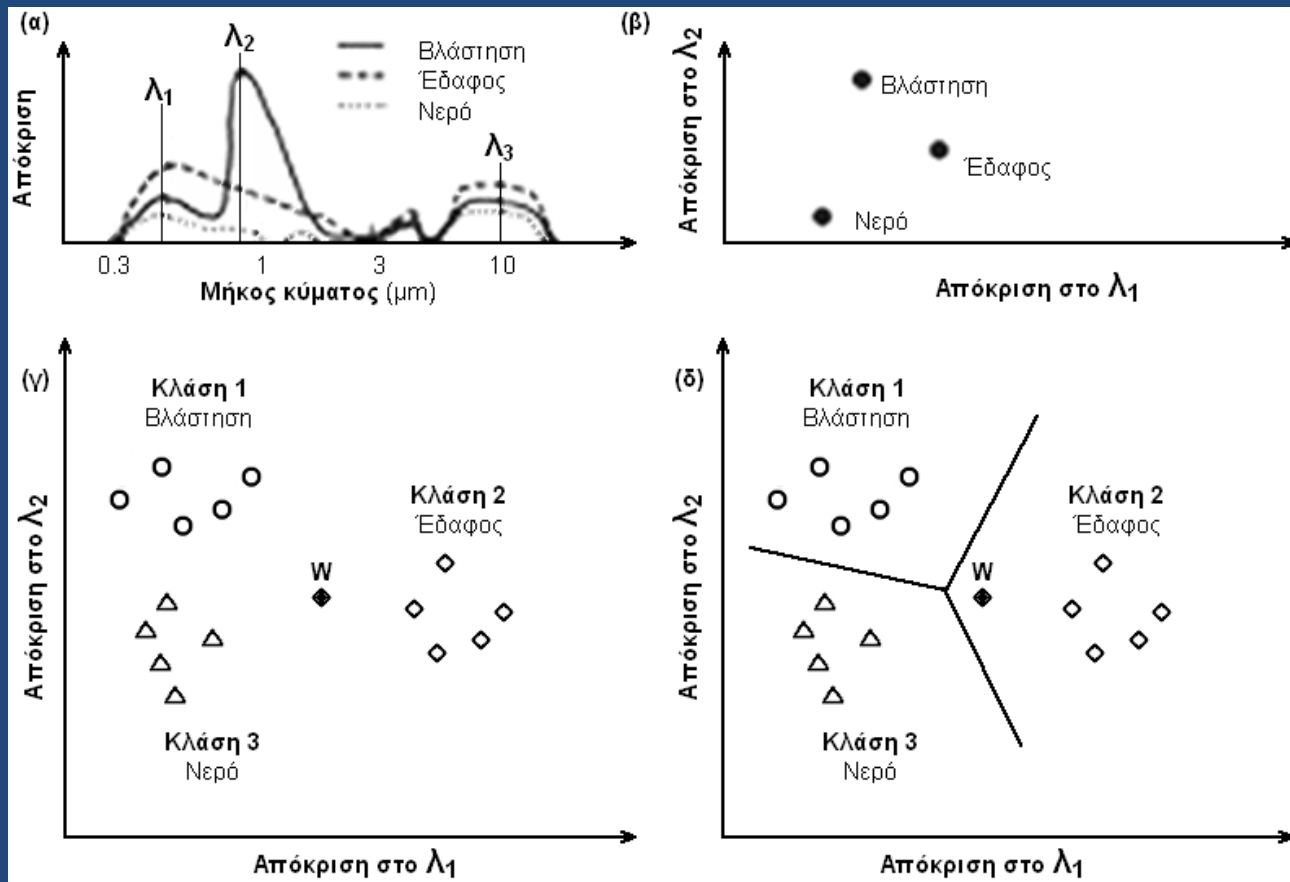 (α)
Απόκριση
λ1
λ2
λ3
Βλάστηση
Έδαφος
Νερό
0.3 1 3 10
Μήκος κύματος (μm)
(β)
Απόκριση στο λ2
Βλάστηση
Έδαφος
Νερό
Απόκριση στο λ1
(γ)
Απόκριση στο λ2
Κλάση 1
Βλάστηση
Κλάση 2
Έδαφος
W
Κλάση 3
Νερό
Απόκριση στο λ1
(δ)
Απόκριση στο λ2
Κλάση 1
Βλάστηση
Κλάση 2
Έδαφος
W
Κλάση 3
Νερό
Απόκριση στο λ1